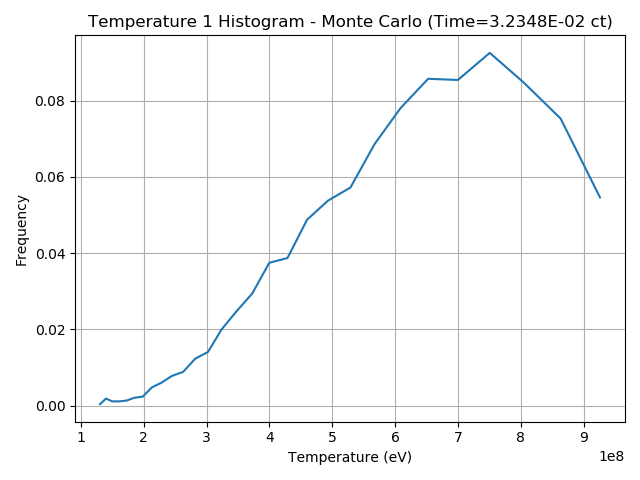 Temperature 1 Histogram - Monte Carlo (Time=3.2348E-02 ct)
0.08
0.06
0.04
0.02
0.00
Frequency
1 2 3 4 5 6 7 8 9
1e8
Temperature (eV)